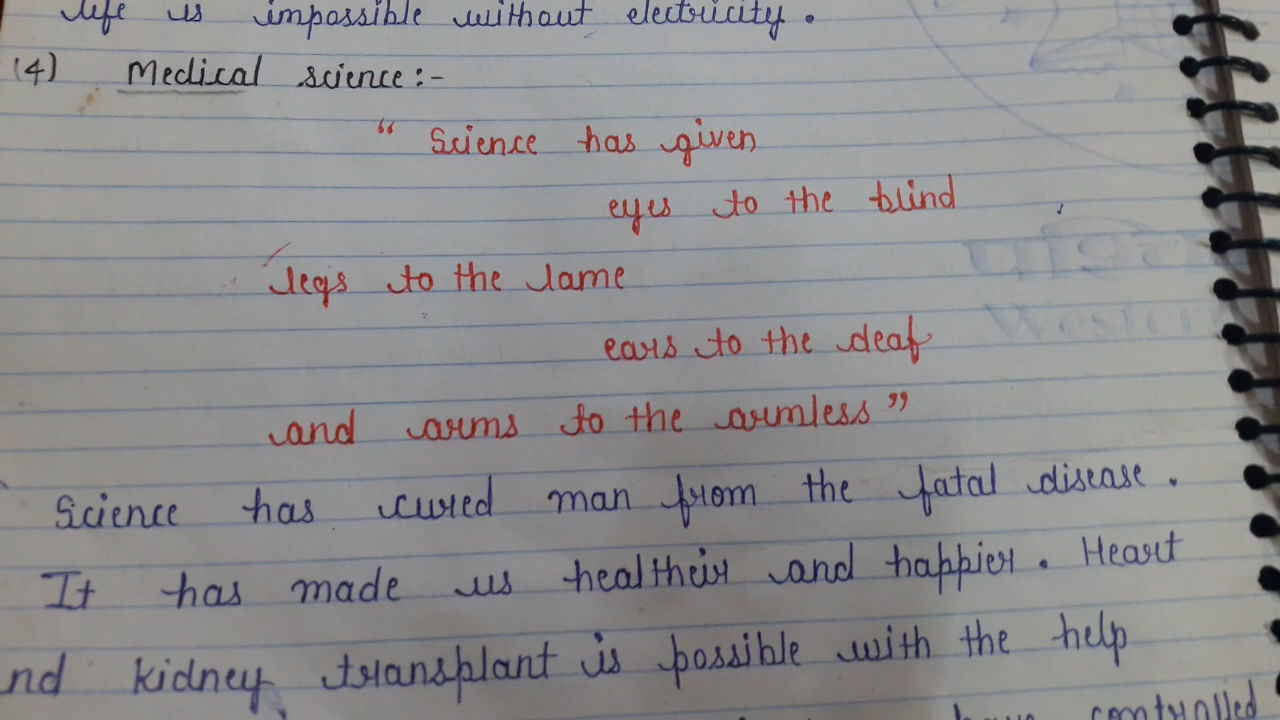 life is impossible without electricity.
(4) Medical science:-
“ Science has given
eyes to the blind
legs to the lame
ears to the deaf
and arms to the armless ”
Science has cured man from the fatal disease.
It has made us healtheir and happier. Heart
nd kidney transplant is possible with the help
have controlled